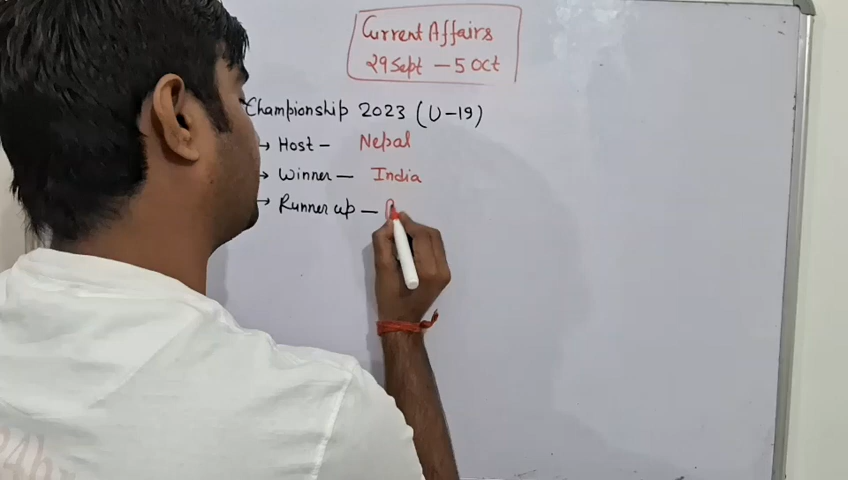 Current Affairs
29 Sept - 5 Oct
Championship 2023 (U-19)
→ Host - Nepal
→ Winner - India
→ Runner up -